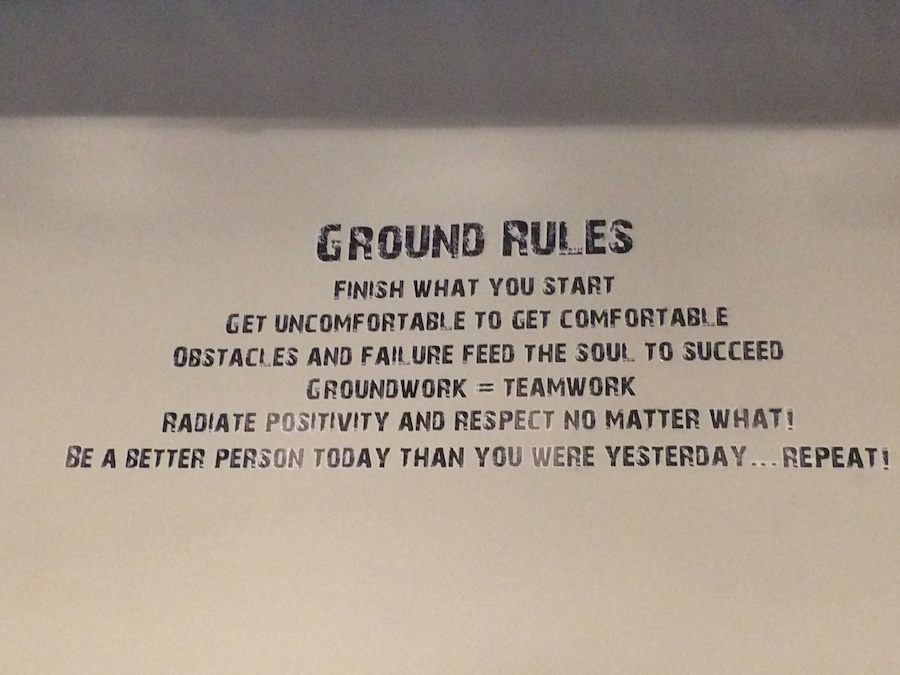 GROUND RULES
FINISH WHAT YOU START
GET UNCOMFORTABLE TO GET COMFORTABLE
OBSTACLES AND FAILURE FEED THE SOUL TO SUCCEED
GROUNDWORK = TEAMWORK
RADIATE POSITIVITY AND RESPECT NO MATTER WHAT!
BE A BETTER PERSON TODAY THAN YOU WERE YESTERDAY...REPEAT!